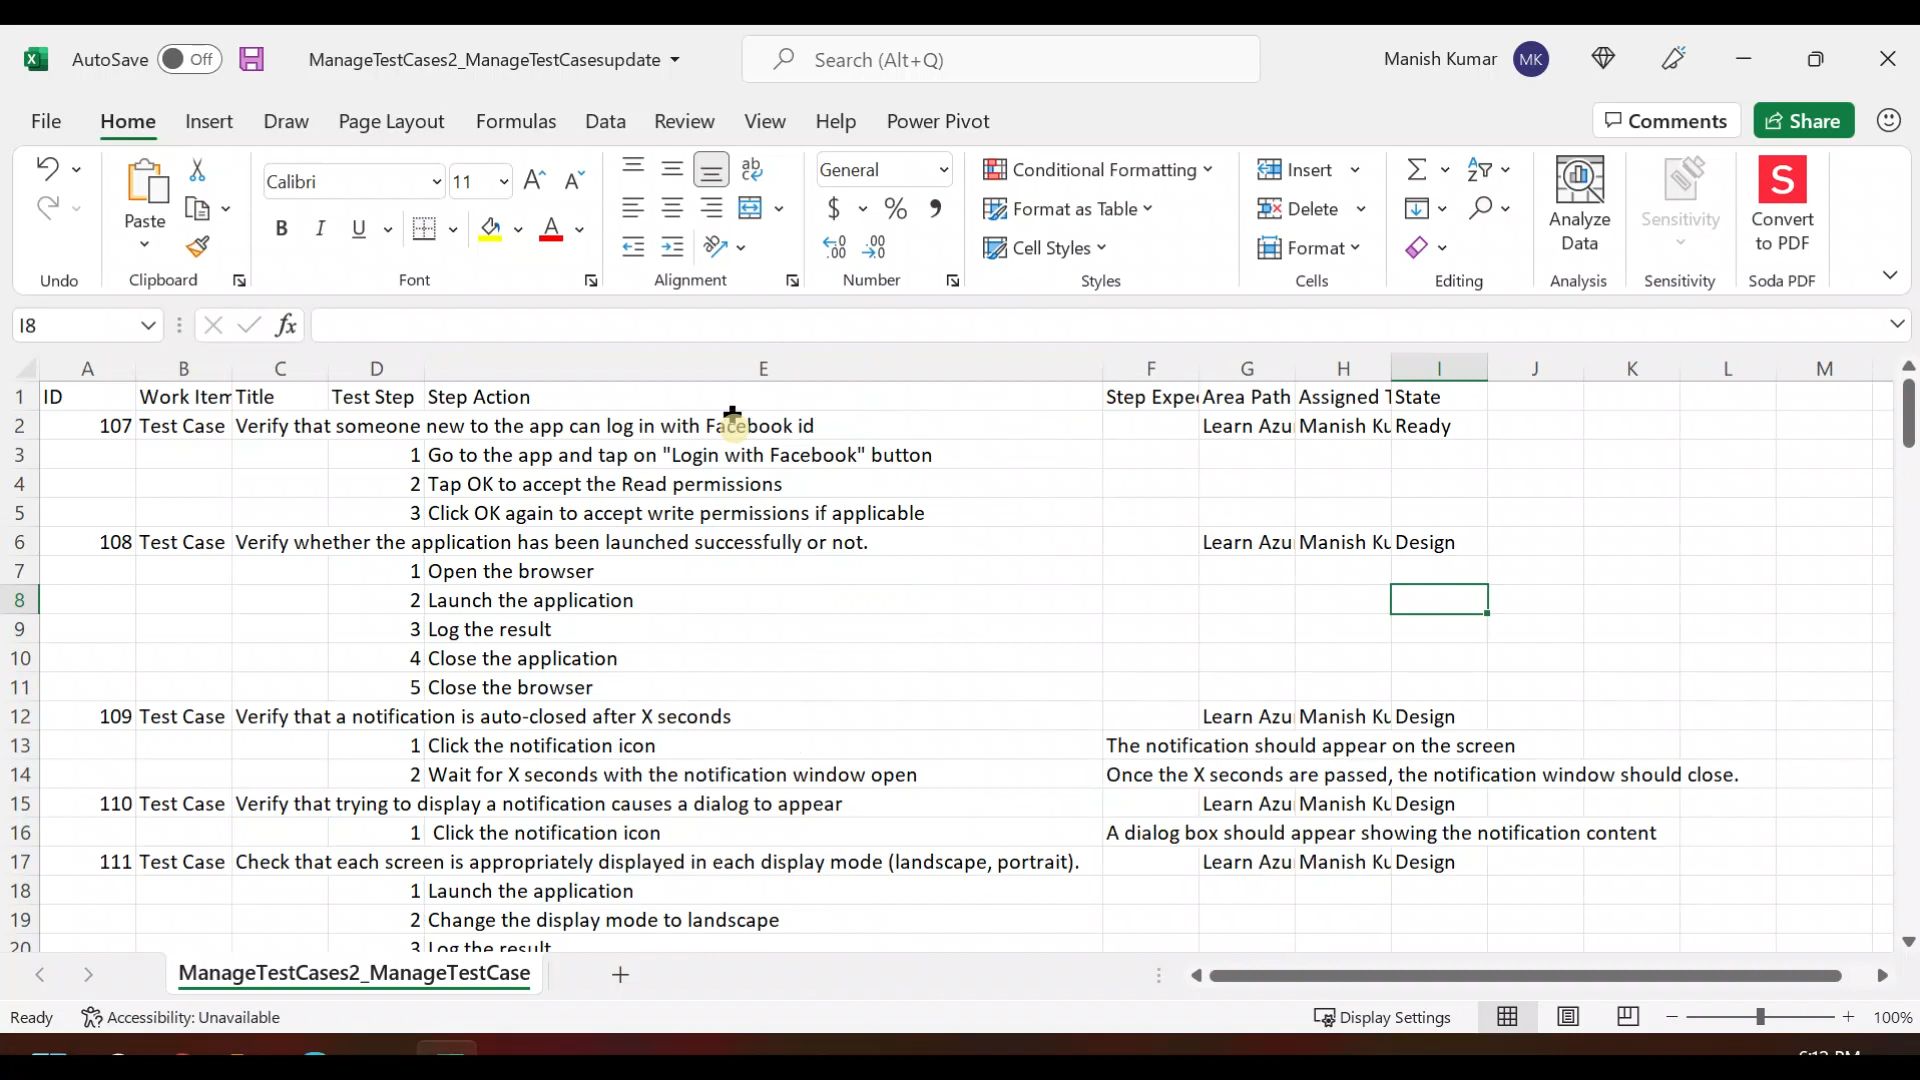 AutoSave Off ManageTestCases2_ManageTestCasesupdate Search (Alt+Q) Manish Kumar MK
File Home Insert Draw Page Layout Formulas Data Review View Help Power Pivot Comments Share
Calibri 11 General Conditional Formatting Insert
Paste Format as Table Delete Analyze Data Sensitivity Convert to PDF
B I U Cell Styles Format
Undo Clipboard Font Alignment Number Styles Cells Editing Analysis Sensitivity Soda PDF
I8 fx
A B C D E F G H I J K L M
1 ID Work Item Title Test Step Step Action Step Expe Area Path Assigned T State
2 107 Test Case Verify that someone new to the app can log in with Facebook id Learn Azu Manish Ku Ready
3 1 Go to the app and tap on "Login with Facebook" button
4 2 Tap OK to accept the Read permissions
5 3 Click OK again to accept write permissions if applicable
6 108 Test Case Verify whether the application has been launched successfully or not. Learn Azu Manish Ku Design
7 1 Open the browser
8 2 Launch the application
9 3 Log the result
10 4 Close the application
11 5 Close the browser
12 109 Test Case Verify that a notification is auto-closed after X seconds Learn Azu Manish Ku Design
13 1 Click the notification icon The notification should appear on the screen
14 2 Wait for X seconds with the notification window open Once the X seconds are passed, the notification window should close.
15 110 Test Case Verify that trying to display a notification causes a dialog to appear Learn Azu Manish Ku Design
16 1 Click the notification icon A dialog box should appear showing the notification content
17 111 Test Case Check that each screen is appropriately displayed in each display mode (landscape, portrait). Learn Azu Manish Ku Design
18 1 Launch the application
19 2 Change the display mode to landscape
20 3 Log the result
ManageTestCases2_ManageTestCase
Ready Accessibility: Unavailable Display Settings 100%